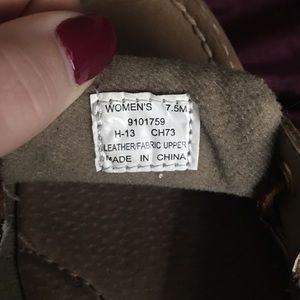 WOMEN'S 7.5M
9101759
H-13 CH73
LEATHER/FABRIC UPPER
MADE IN CHINA